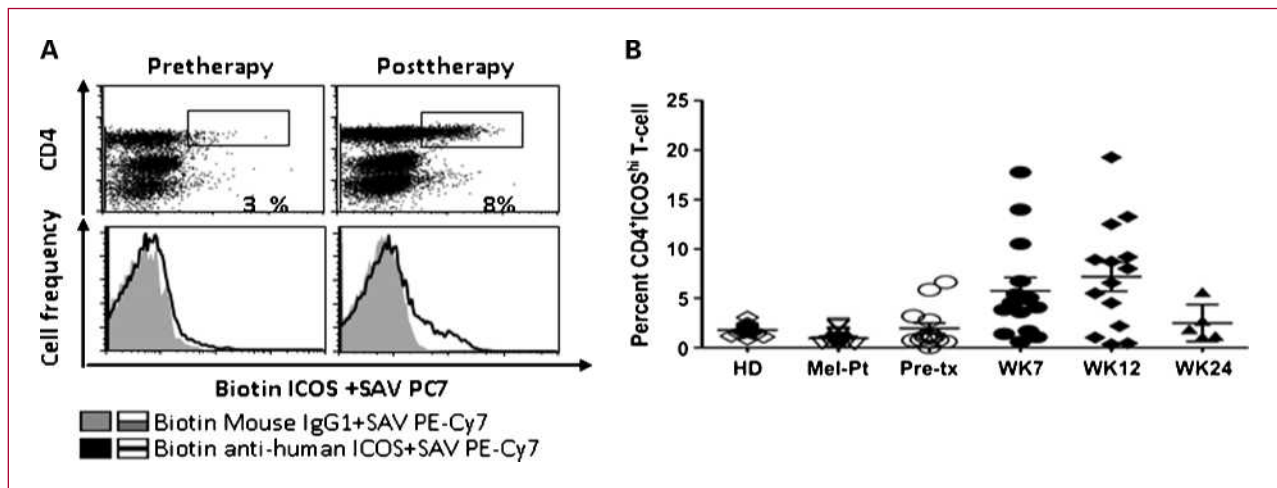 A
Pretherapy
Posttherapy
CD4
3 %
8%
Cell frequency
Biotin ICOS +SAV PC7
Biotin Mouse IgG1+SAV PE-Cy7
Biotin anti-human ICOS+SAV PE-Cy7
B
Percent CD4⁺ICOSʰⁱ T-cell
25
20
15
10
5
0
HD Mel-Pt Pre-tx WK7 WK12 WK24